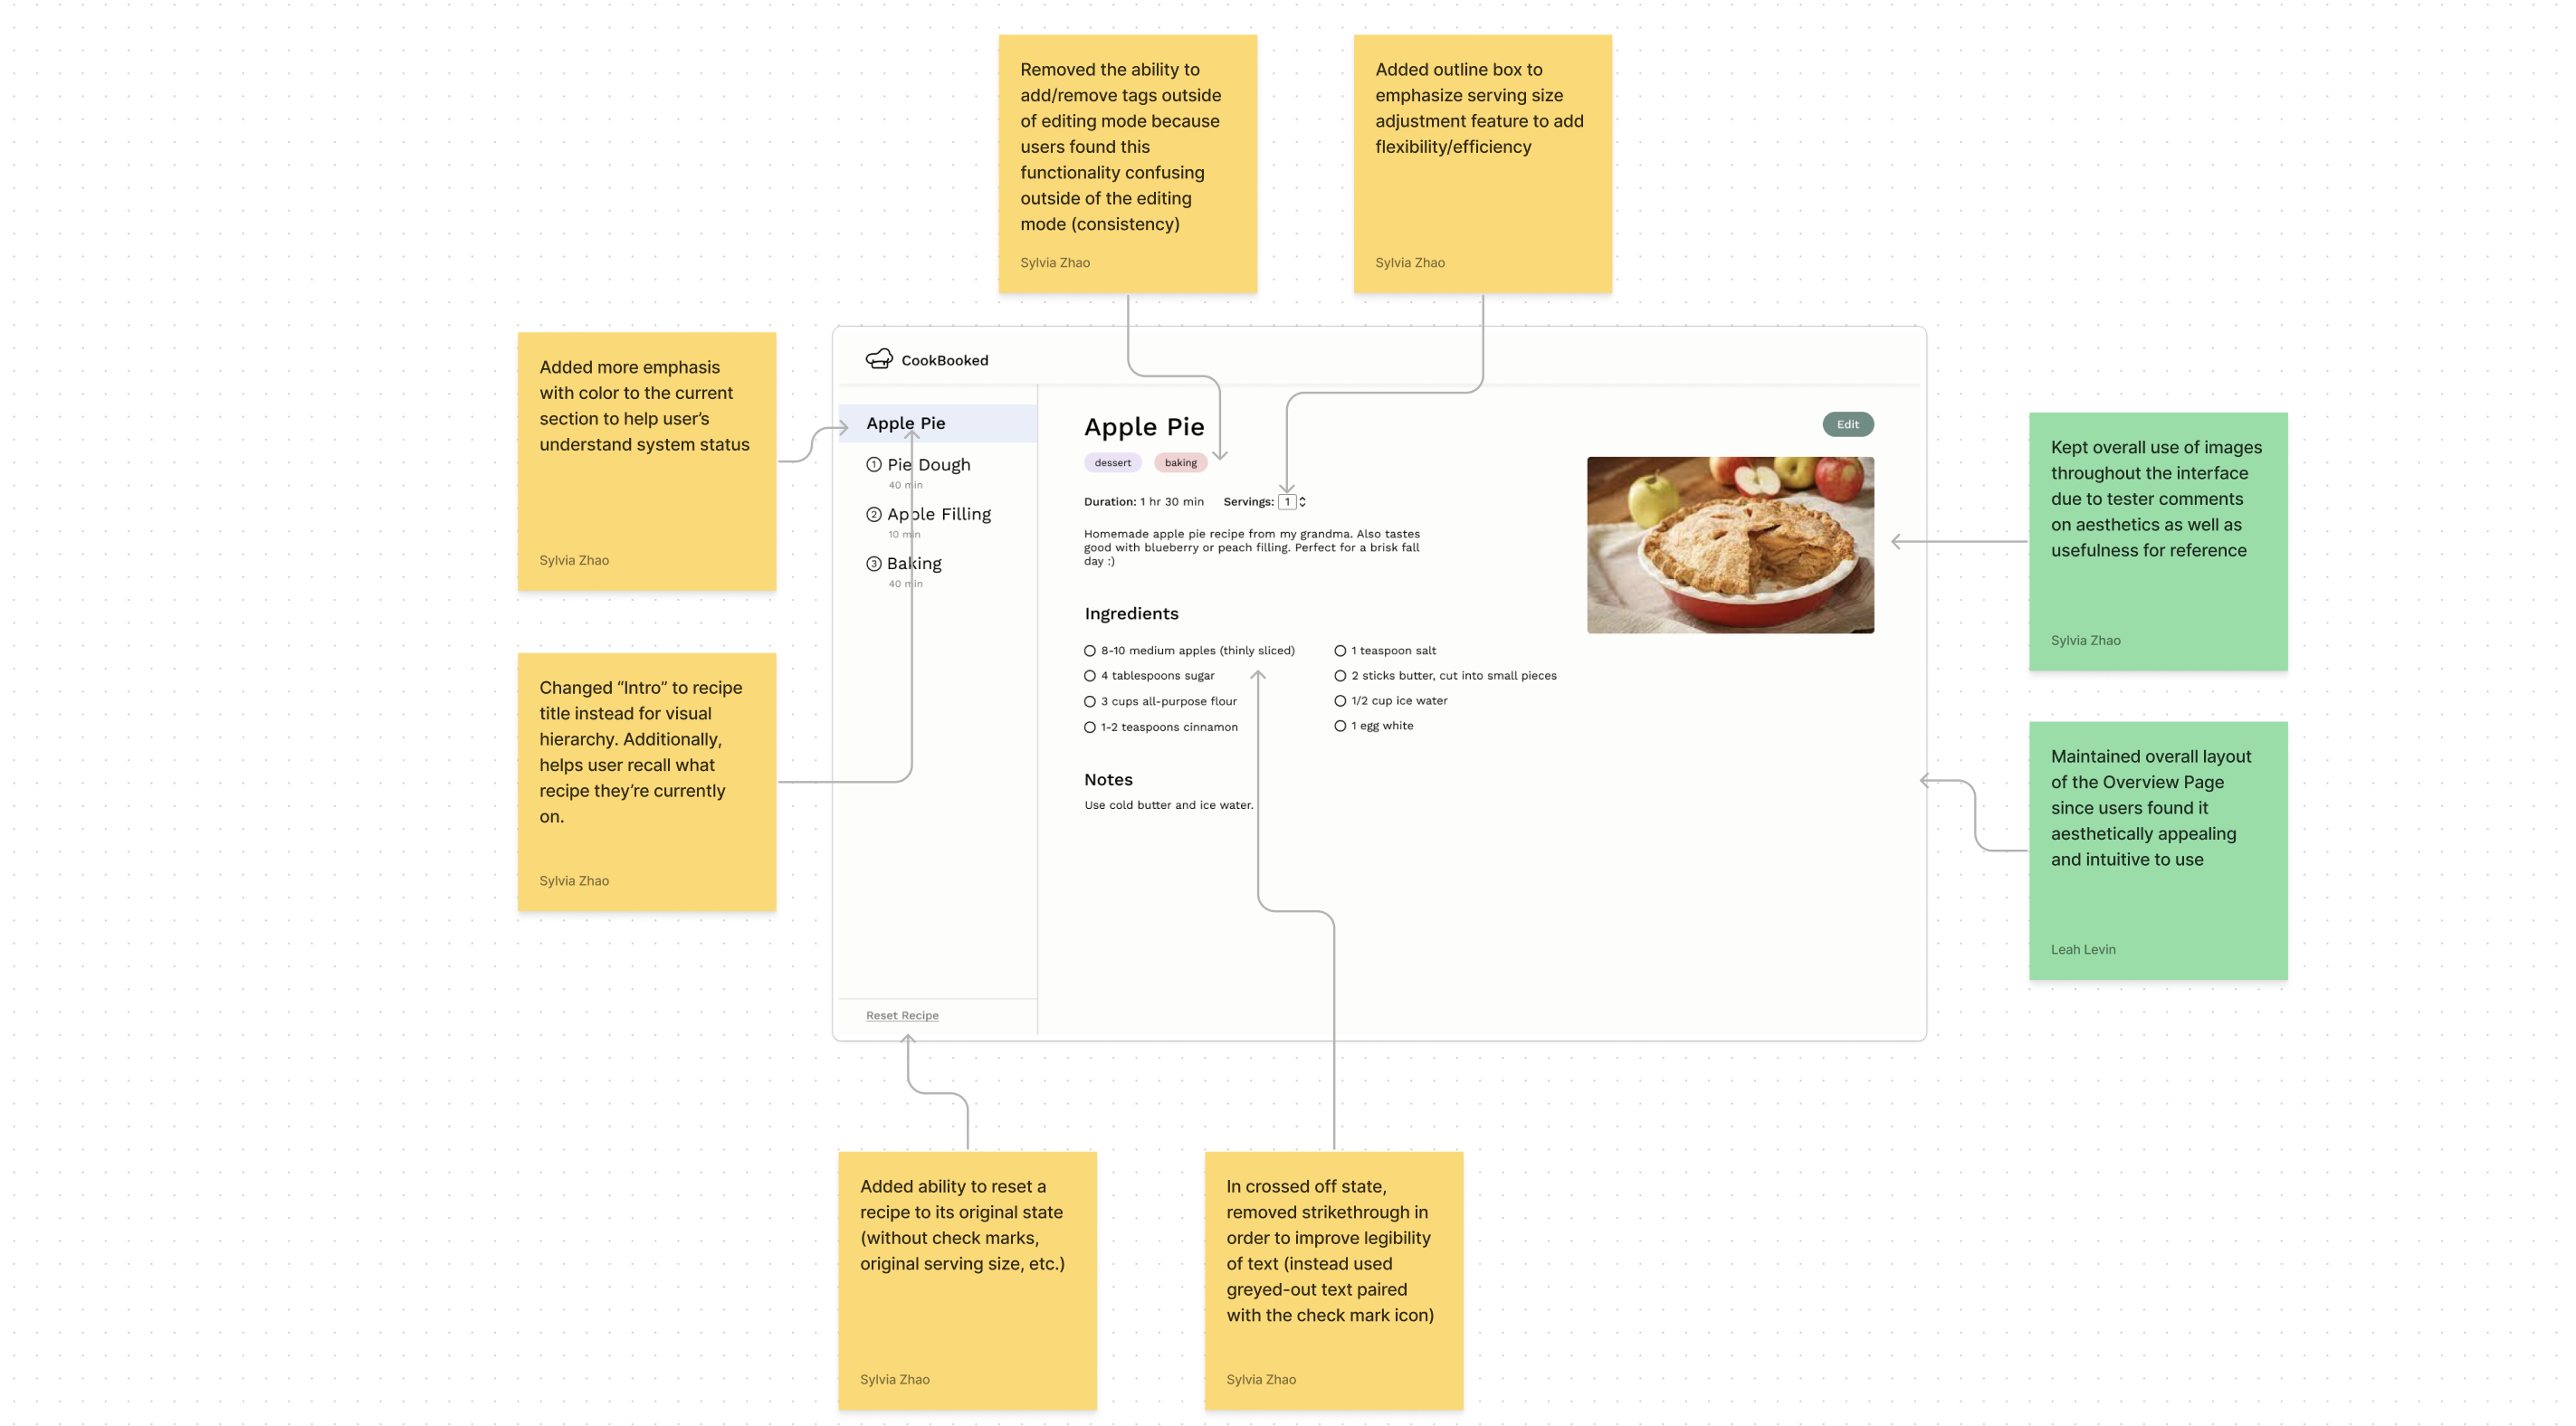 Removed the ability to
add/remove tags outside
of editing mode because
users found this
functionality confusing
outside of the editing
mode (consistency)
Sylvia Zhao
Added outline box to
emphasize serving size
adjustment feature to add
flexibility/efficiency
Sylvia Zhao
Added more emphasis
with color to the current
section to help user’s
understand system status
Sylvia Zhao
Changed “Intro” to recipe
title instead for visual
hierarchy. Additionally,
helps user recall what
recipe they’re currently
on.
Sylvia Zhao
CookBooked
Apple Pie
1 Pie Dough
40 min
2 Apple Filling
10 min
3 Baking
40 min
Reset Recipe
Apple Pie
Edit
dessert baking
Duration: 1 hr 30 min Servings: 1
Homemade apple pie recipe from my grandma. Also tastes
good with blueberry or peach filling. Perfect for a brisk fall
day :)
Ingredients
8-10 medium apples (thinly sliced)
4 tablespoons sugar
3 cups all-purpose flour
1-2 teaspoons cinnamon
1 teaspoon salt
2 sticks butter, cut into small pieces
1/2 cup ice water
1 egg white
Notes
Use cold butter and ice water.
Kept overall use of images
throughout the interface
due to tester comments
on aesthetics as well as
usefulness for reference
Sylvia Zhao
Maintained overall layout
of the Overview Page
since users found it
aesthetically appealing
and intuitive to use
Leah Levin
Added ability to reset a
recipe to its original state
(without check marks,
original serving size, etc.)
Sylvia Zhao
In crossed off state,
removed strikethrough in
order to improve legibility
of text (instead used
greyed-out text paired
with the check mark icon)
Sylvia Zhao